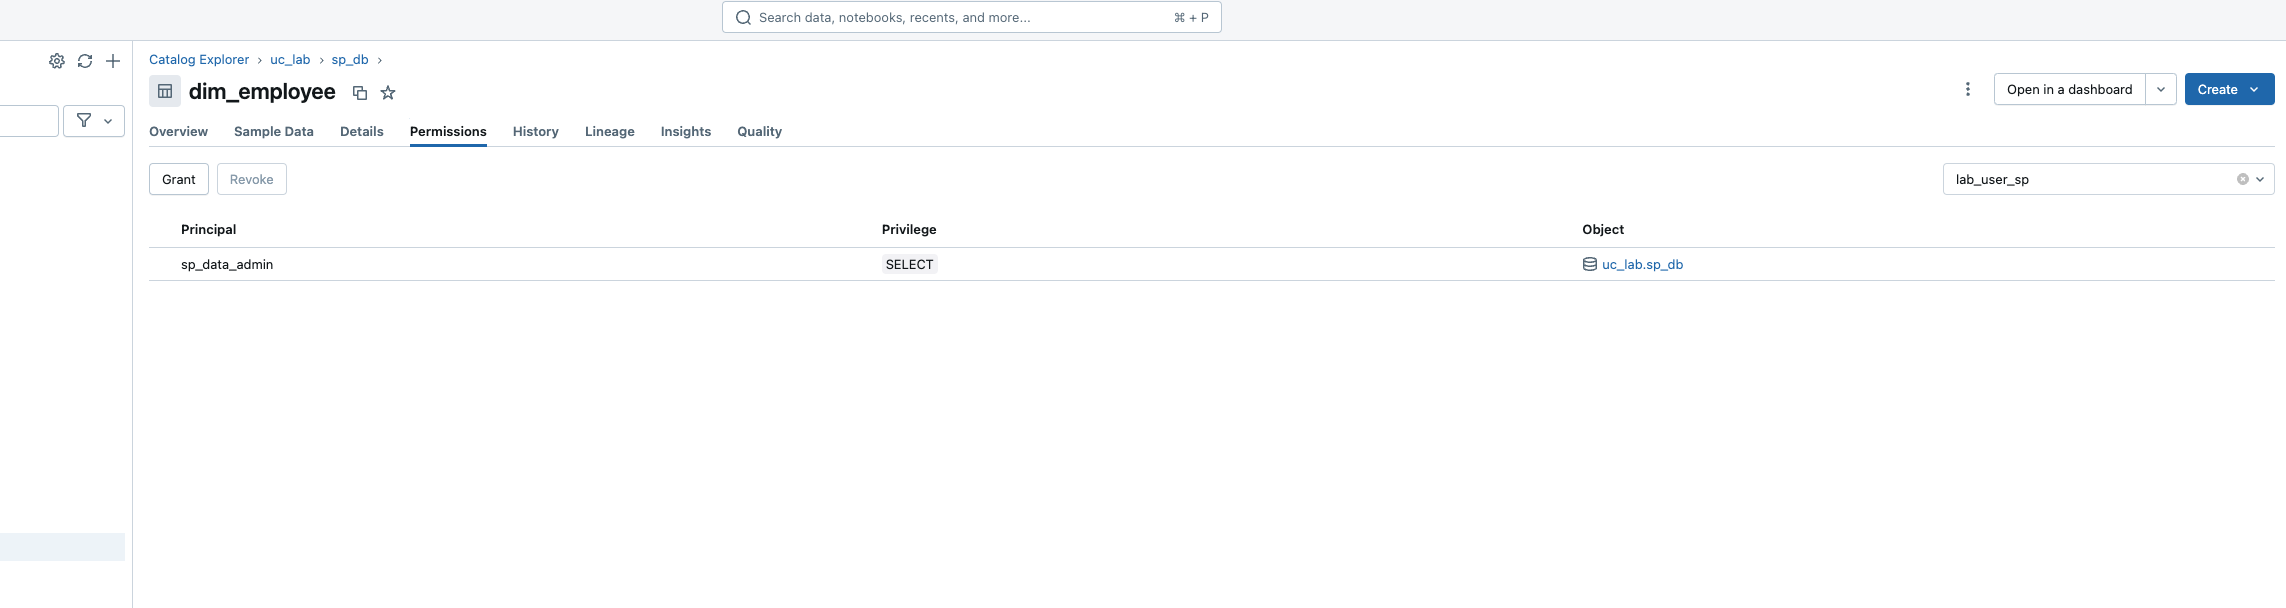 Search data, notebooks, recents, and more... ⌘ + P
Catalog Explorer › uc_lab › sp_db ›
dim_employee
Open in a dashboard
Create
Overview Sample Data Details Permissions History Lineage Insights Quality
Grant Revoke
lab_user_sp
Principal Privilege Object
sp_data_admin SELECT uc_lab.sp_db